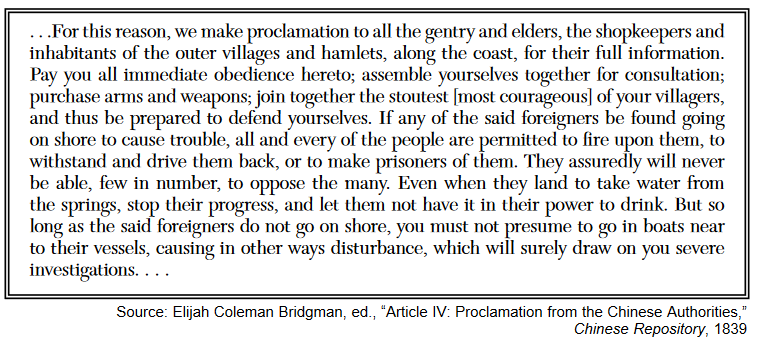 . . .For this reason, we make proclamation to all the gentry and elders, the shopkeepers and
inhabitants of the outer villages and hamlets, along the coast, for their full information.
Pay you all immediate obedience hereto; assemble yourselves together for consultation;
purchase arms and weapons; join together the stoutest [most courageous] of your villagers,
and thus be prepared to defend yourselves. If any of the said foreigners be found going
on shore to cause trouble, all and every of the people are permitted to fire upon them, to
withstand and drive them back, or to make prisoners of them. They assuredly will never
be able, few in number, to oppose the many. Even when they land to take water from
the springs, stop their progress, and let them not have it in their power to drink. But so
long as the said foreigners do not go on shore, you must not presume to go in boats near
to their vessels, causing in other ways disturbance, which will surely draw on you severe
investigations. . . .
Source: Elijah Coleman Bridgman, ed., “Article IV: Proclamation from the Chinese Authorities,”
Chinese Repository, 1839